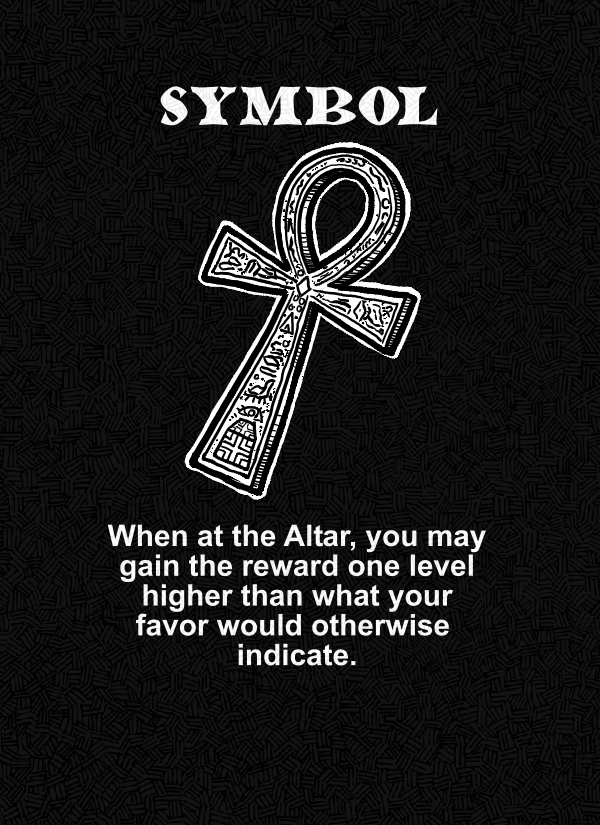 SYMBOL
When at the Altar, you may
gain the reward one level
higher than what your
favor would otherwise
indicate.